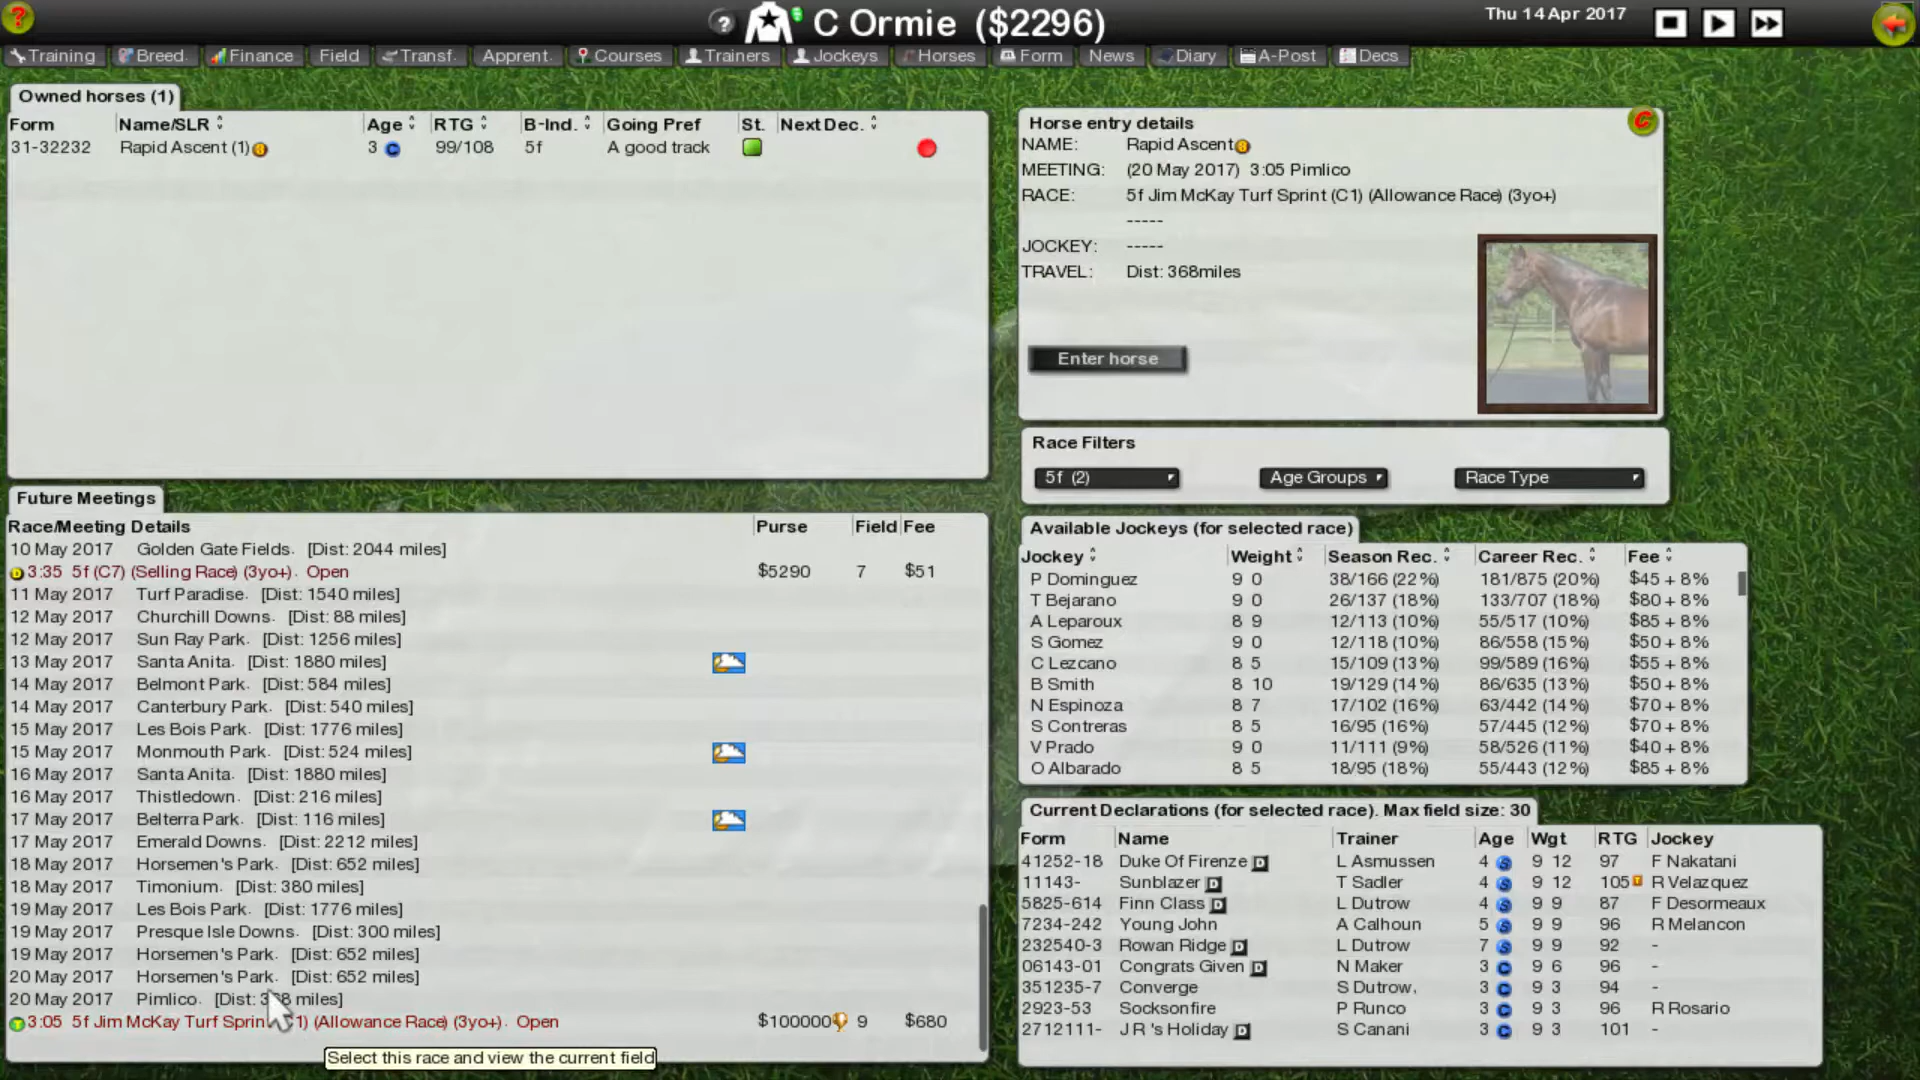 ?
? C Ormie ($2296)
Thu 14 Apr 2017
Training Breed. Finance Field Transf. Apprent. Courses Trainers Jockeys Horses Form News Diary A-Post Decs
Owned horses (1)
Form Name/SLR Age RTG B-Ind. Going Pref St. Next Dec.
31-32232 Rapid Ascent (1) 3 C 99/108 5f A good track
Horse entry details
C
NAME: Rapid Ascent
MEETING: (20 May 2017) 3:05 Pimlico
RACE: 5f Jim McKay Turf Sprint (C1) (Allowance Race) (3yo+)
-----
JOCKEY: -----
TRAVEL: Dist: 368miles
Enter horse
Race Filters
5f (2) Age Groups Race Type
Future Meetings
Race/Meeting Details Purse Field Fee
10 May 2017 Golden Gate Fields. [Dist: 2044 miles]
D 3:35 5f (C7) (Selling Race) (3yo+). Open $5290 7 $51
11 May 2017 Turf Paradise. [Dist: 1540 miles]
12 May 2017 Churchill Downs. [Dist: 88 miles]
12 May 2017 Sun Ray Park. [Dist: 1256 miles]
13 May 2017 Santa Anita. [Dist: 1880 miles]
14 May 2017 Belmont Park. [Dist: 584 miles]
14 May 2017 Canterbury Park. [Dist: 540 miles]
15 May 2017 Les Bois Park. [Dist: 1776 miles]
15 May 2017 Monmouth Park. [Dist: 524 miles]
16 May 2017 Santa Anita. [Dist: 1880 miles]
16 May 2017 Thistledown. [Dist: 216 miles]
17 May 2017 Belterra Park. [Dist: 116 miles]
17 May 2017 Emerald Downs. [Dist: 2212 miles]
18 May 2017 Horsemen's Park. [Dist: 652 miles]
18 May 2017 Timonium. [Dist: 380 miles]
19 May 2017 Les Bois Park. [Dist: 1776 miles]
19 May 2017 Presque Isle Downs. [Dist: 300 miles]
19 May 2017 Horsemen's Park. [Dist: 652 miles]
20 May 2017 Horsemen's Park. [Dist: 652 miles]
20 May 2017 Pimlico. [Dist: miles]
T 3:05 5f Jim McKay Turf (Allowance Race) (3yo+). Open $100000 9 $680
Select this race and view the current field
Available Jockeys (for selected race)
Jockey Weight Season Rec. Career Rec. Fee
P Dominguez 9 0 38/166 (22%) 181/875 (20%) $45 + 8%
T Bejarano 9 0 26/137 (18%) 133/707 (18%) $80 + 8%
A Leparoux 8 9 12/113 (10%) 55/517 (10%) $85 + 8%
S Gomez 9 0 12/118 (10%) 86/558 (15%) $50 + 8%
C Lezcano 8 5 15/109 (13%) 99/589 (16%) $55 + 8%
B Smith 8 10 19/129 (14%) 86/635 (13%) $50 + 8%
N Espinoza 8 7 17/102 (16%) 63/442 (14%) $70 + 8%
S Contreras 8 5 16/95 (16%) 57/445 (12%) $70 + 8%
V Prado 9 0 11/111 (9%) 58/526 (11%) $40 + 8%
O Albarado 8 5 18/95 (18%) 55/443 (12%) $85 + 8%
Current Declarations (for selected race). Max field size: 30
Form Name Trainer Age Wgt RTG Jockey
41252-18 Duke Of Firenze D L Asmussen 4 S 9 12 97 F Nakatani
11143- Sunblazer D T Sadler 4 S 9 12 105 T R Velazquez
5825-614 Finn Class D L Dutrow 4 S 9 9 87 F Desormeaux
7234-242 Young John A Calhoun 5 S 9 9 96 R Melancon
232540-3 Rowan Ridge D L Dutrow 7 S 9 9 92 -
06143-01 Congrats Given D N Maker 3 C 9 6 96 -
351235-7 Converge S Dutrow. 3 C 9 3 94 -
2923-53 Socksonfire P Runco 3 C 9 3 96 R Rosario
2712111- J R 's Holiday D S Canani 3 C 9 3 101 -